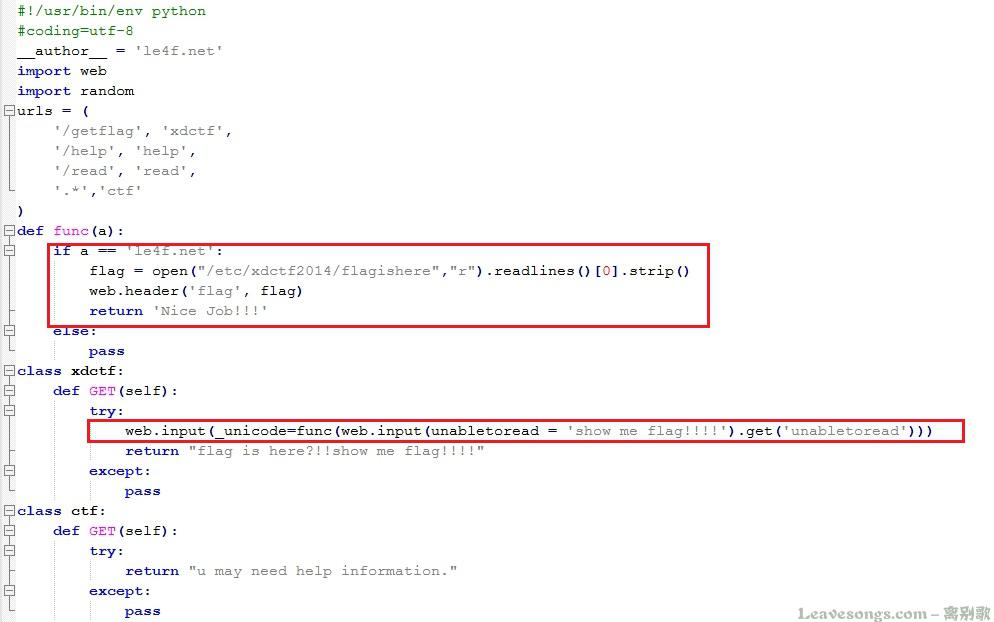 #!/usr/bin/env python
#coding=utf-8
__author__ = 'le4f.net'
import web
import random
urls = (
    '/getflag', 'xdctf',
    '/help', 'help',
    '/read', 'read',
    '.*','ctf'
)
def func(a):
    if a == 'le4f.net':
        flag = open("/etc/xdctf2014/flagishere","r").readlines()[0].strip()
        web.header('flag', flag)
        return 'Nice Job!!!'
    else:
        pass
class xdctf:
    def GET(self):
        try:
            web.input(_unicode=func(web.input(unabletoread = 'show me flag!!!!').get('unabletoread')))
            return "flag is here?!!show me flag!!!!"
        except:
            pass
class ctf:
    def GET(self):
        try:
            return "u may need help information."
        except:
            pass
Leavesongs.com – 离别歌